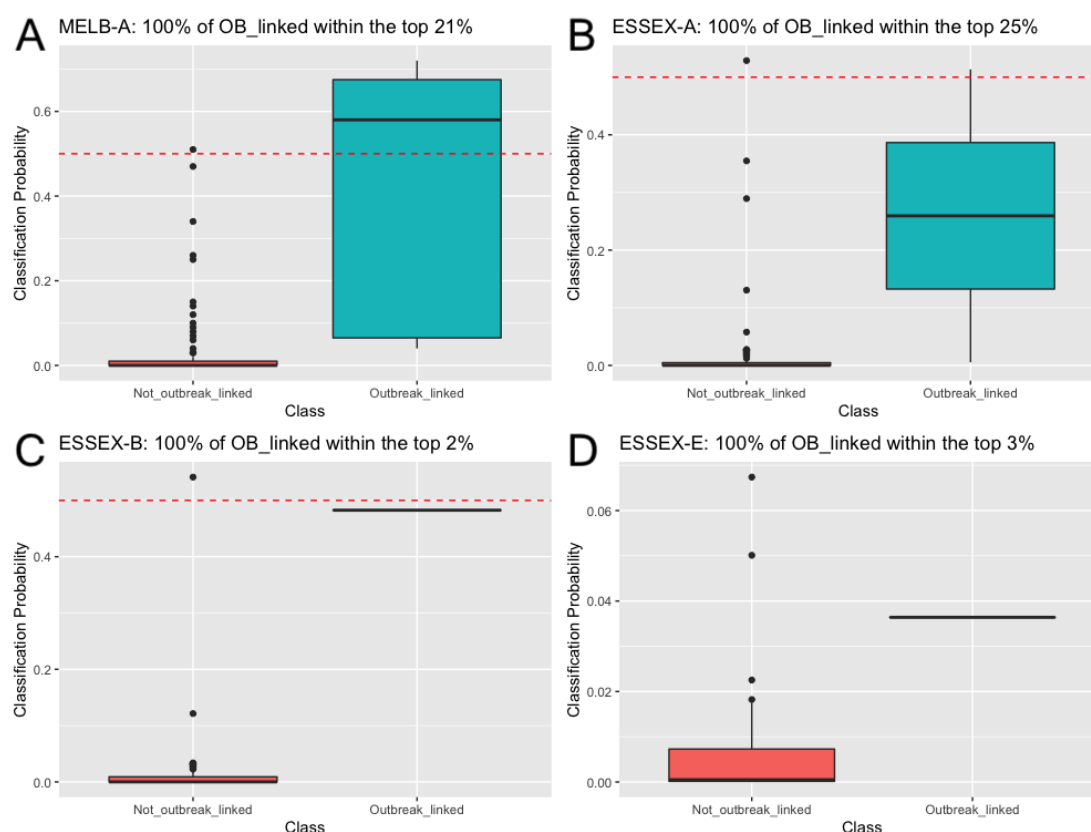 A MELB-A: 100% of OB_linked within the top 21%
Classification Probability
0.6
0.4
0.2
0.0
Not_outbreak_linked Outbreak_linked
Class
B ESSEX-A: 100% of OB_linked within the top 25%
Classification Probability
0.4
0.2
0.0
Not_outbreak_linked Outbreak_linked
Class
C ESSEX-B: 100% of OB_linked within the top 2%
Classification Probability
0.4
0.2
0.0
Not_outbreak_linked Outbreak_linked
Class
D ESSEX-E: 100% of OB_linked within the top 3%
Classification Probability
0.06
0.04
0.02
0.00
Not_outbreak_linked Outbreak_linked
Class